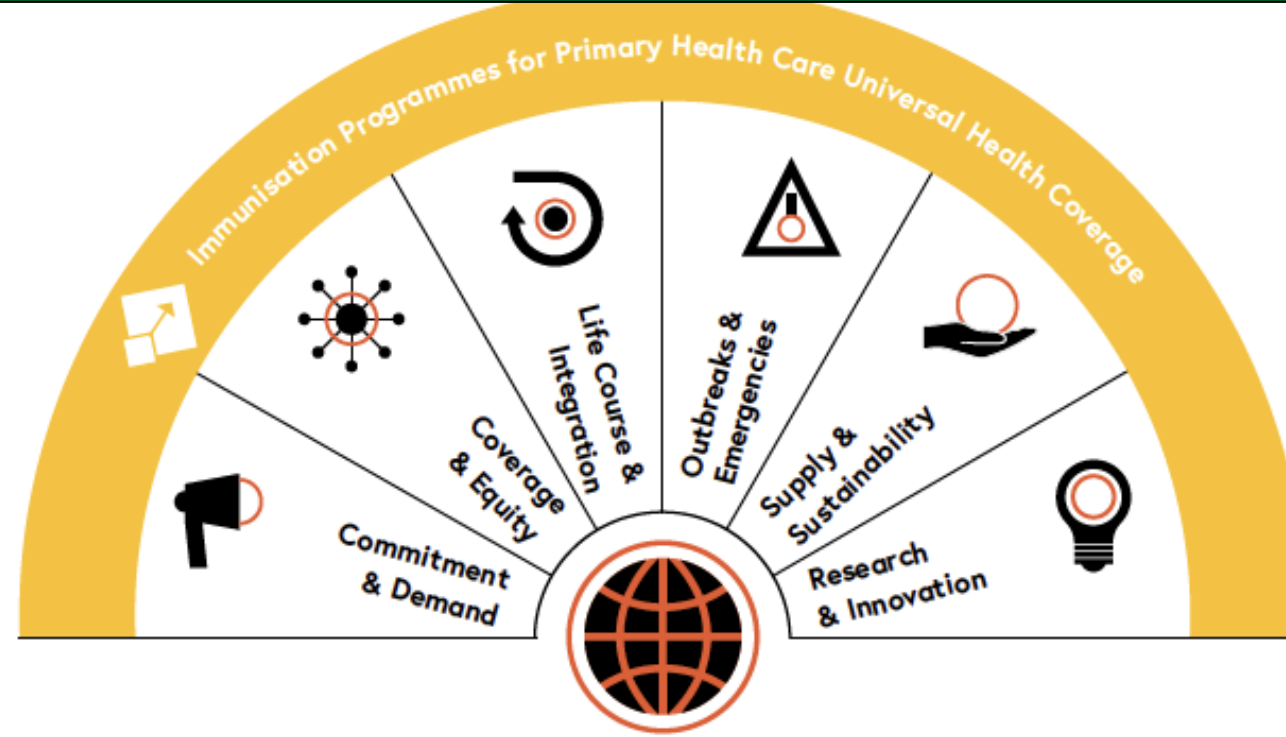 Immunisation Programmes for Primary Health Care Universal Health Coverage
Commitment
& Demand
Coverage
& Equity
Life Course &
Integration
Outbreaks &
Emergencies
Supply &
Sustainability
Research
& Innovation